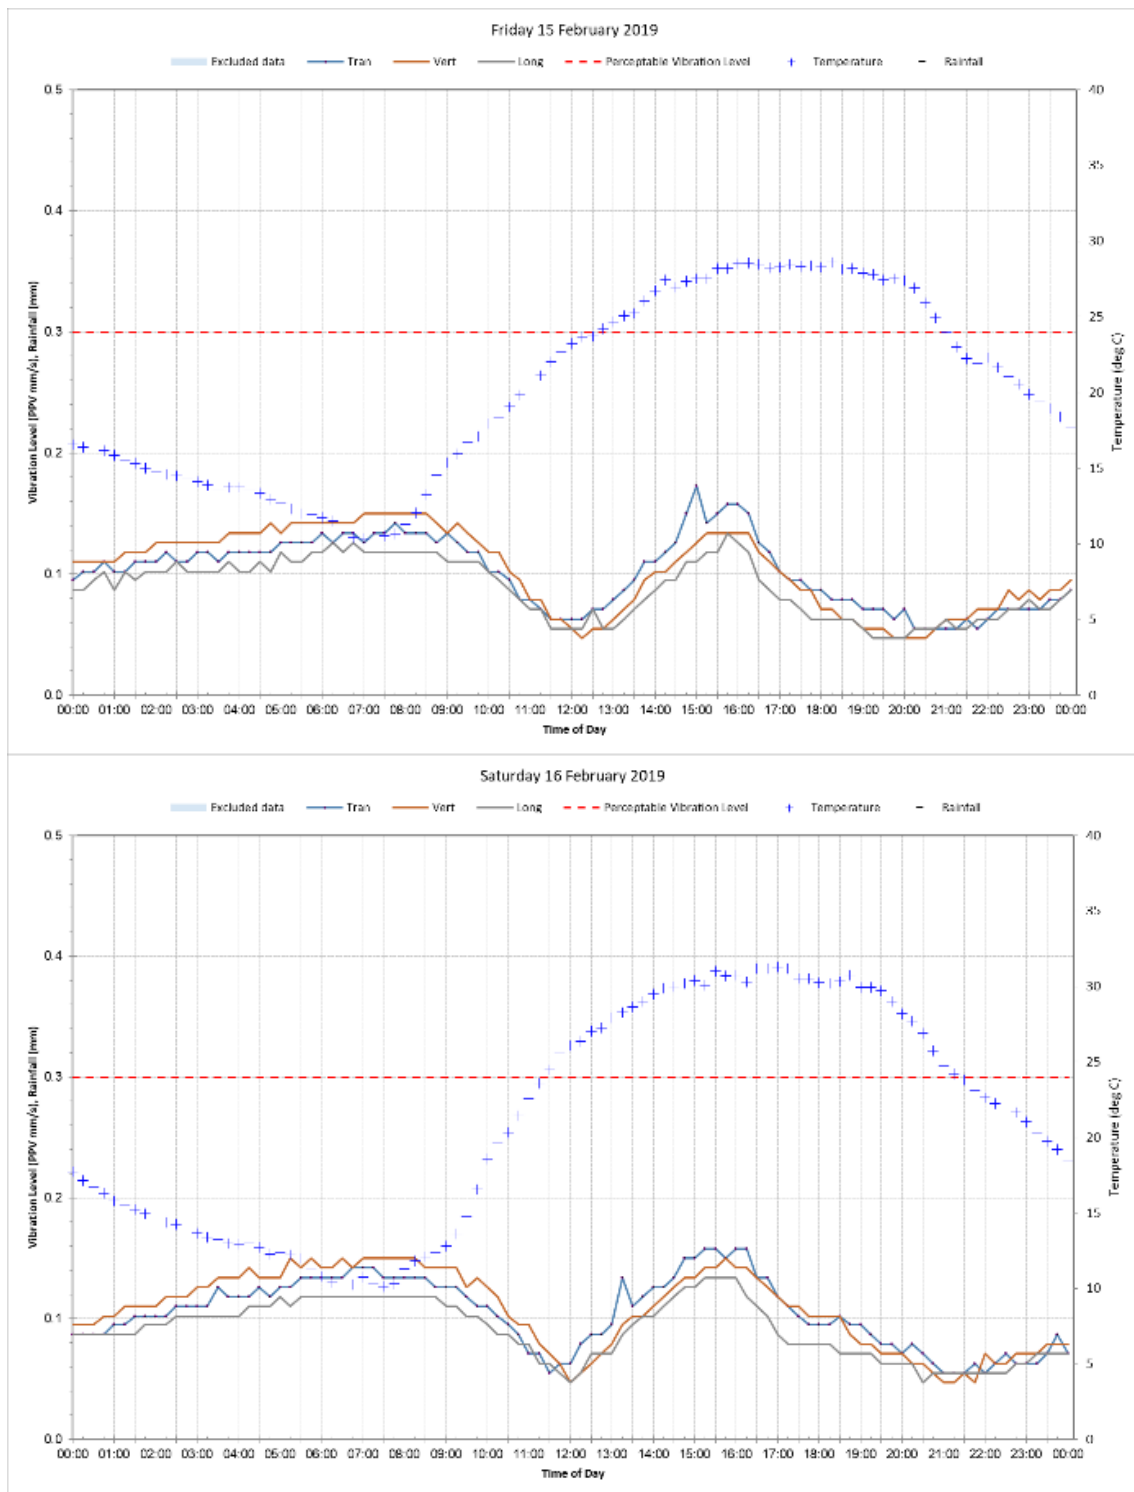 Friday 15 February 2019
Excluded data Tran Vert Long Perceptable Vibration Level Temperature Rainfall
0.5 40
35
0.4
30
0.3 25
20
0.2
15
10
0.1
5
0.0 0
Vibration Level (PPV mm/s), Rainfall (mm)
Temperature (deg C)
00:00 01:00 02:00 03:00 04:00 05:00 06:00 07:00 08:00 09:00 10:00 11:00 12:00 13:00 14:00 15:00 16:00 17:00 18:00 19:00 20:00 21:00 22:00 23:00 00:00
Time of Day
Saturday 16 February 2019
Excluded data Tran Vert Long Perceptable Vibration Level Temperature Rainfall
0.5 40
35
0.4
30
0.3 25
20
0.2
15
10
0.1
5
0.0 0
Vibration Level (PPV mm/s), Rainfall (mm)
Temperature (deg C)
00:00 01:00 02:00 03:00 04:00 05:00 06:00 07:00 08:00 09:00 10:00 11:00 12:00 13:00 14:00 15:00 16:00 17:00 18:00 19:00 20:00 21:00 22:00 23:00 00:00
Time of Day